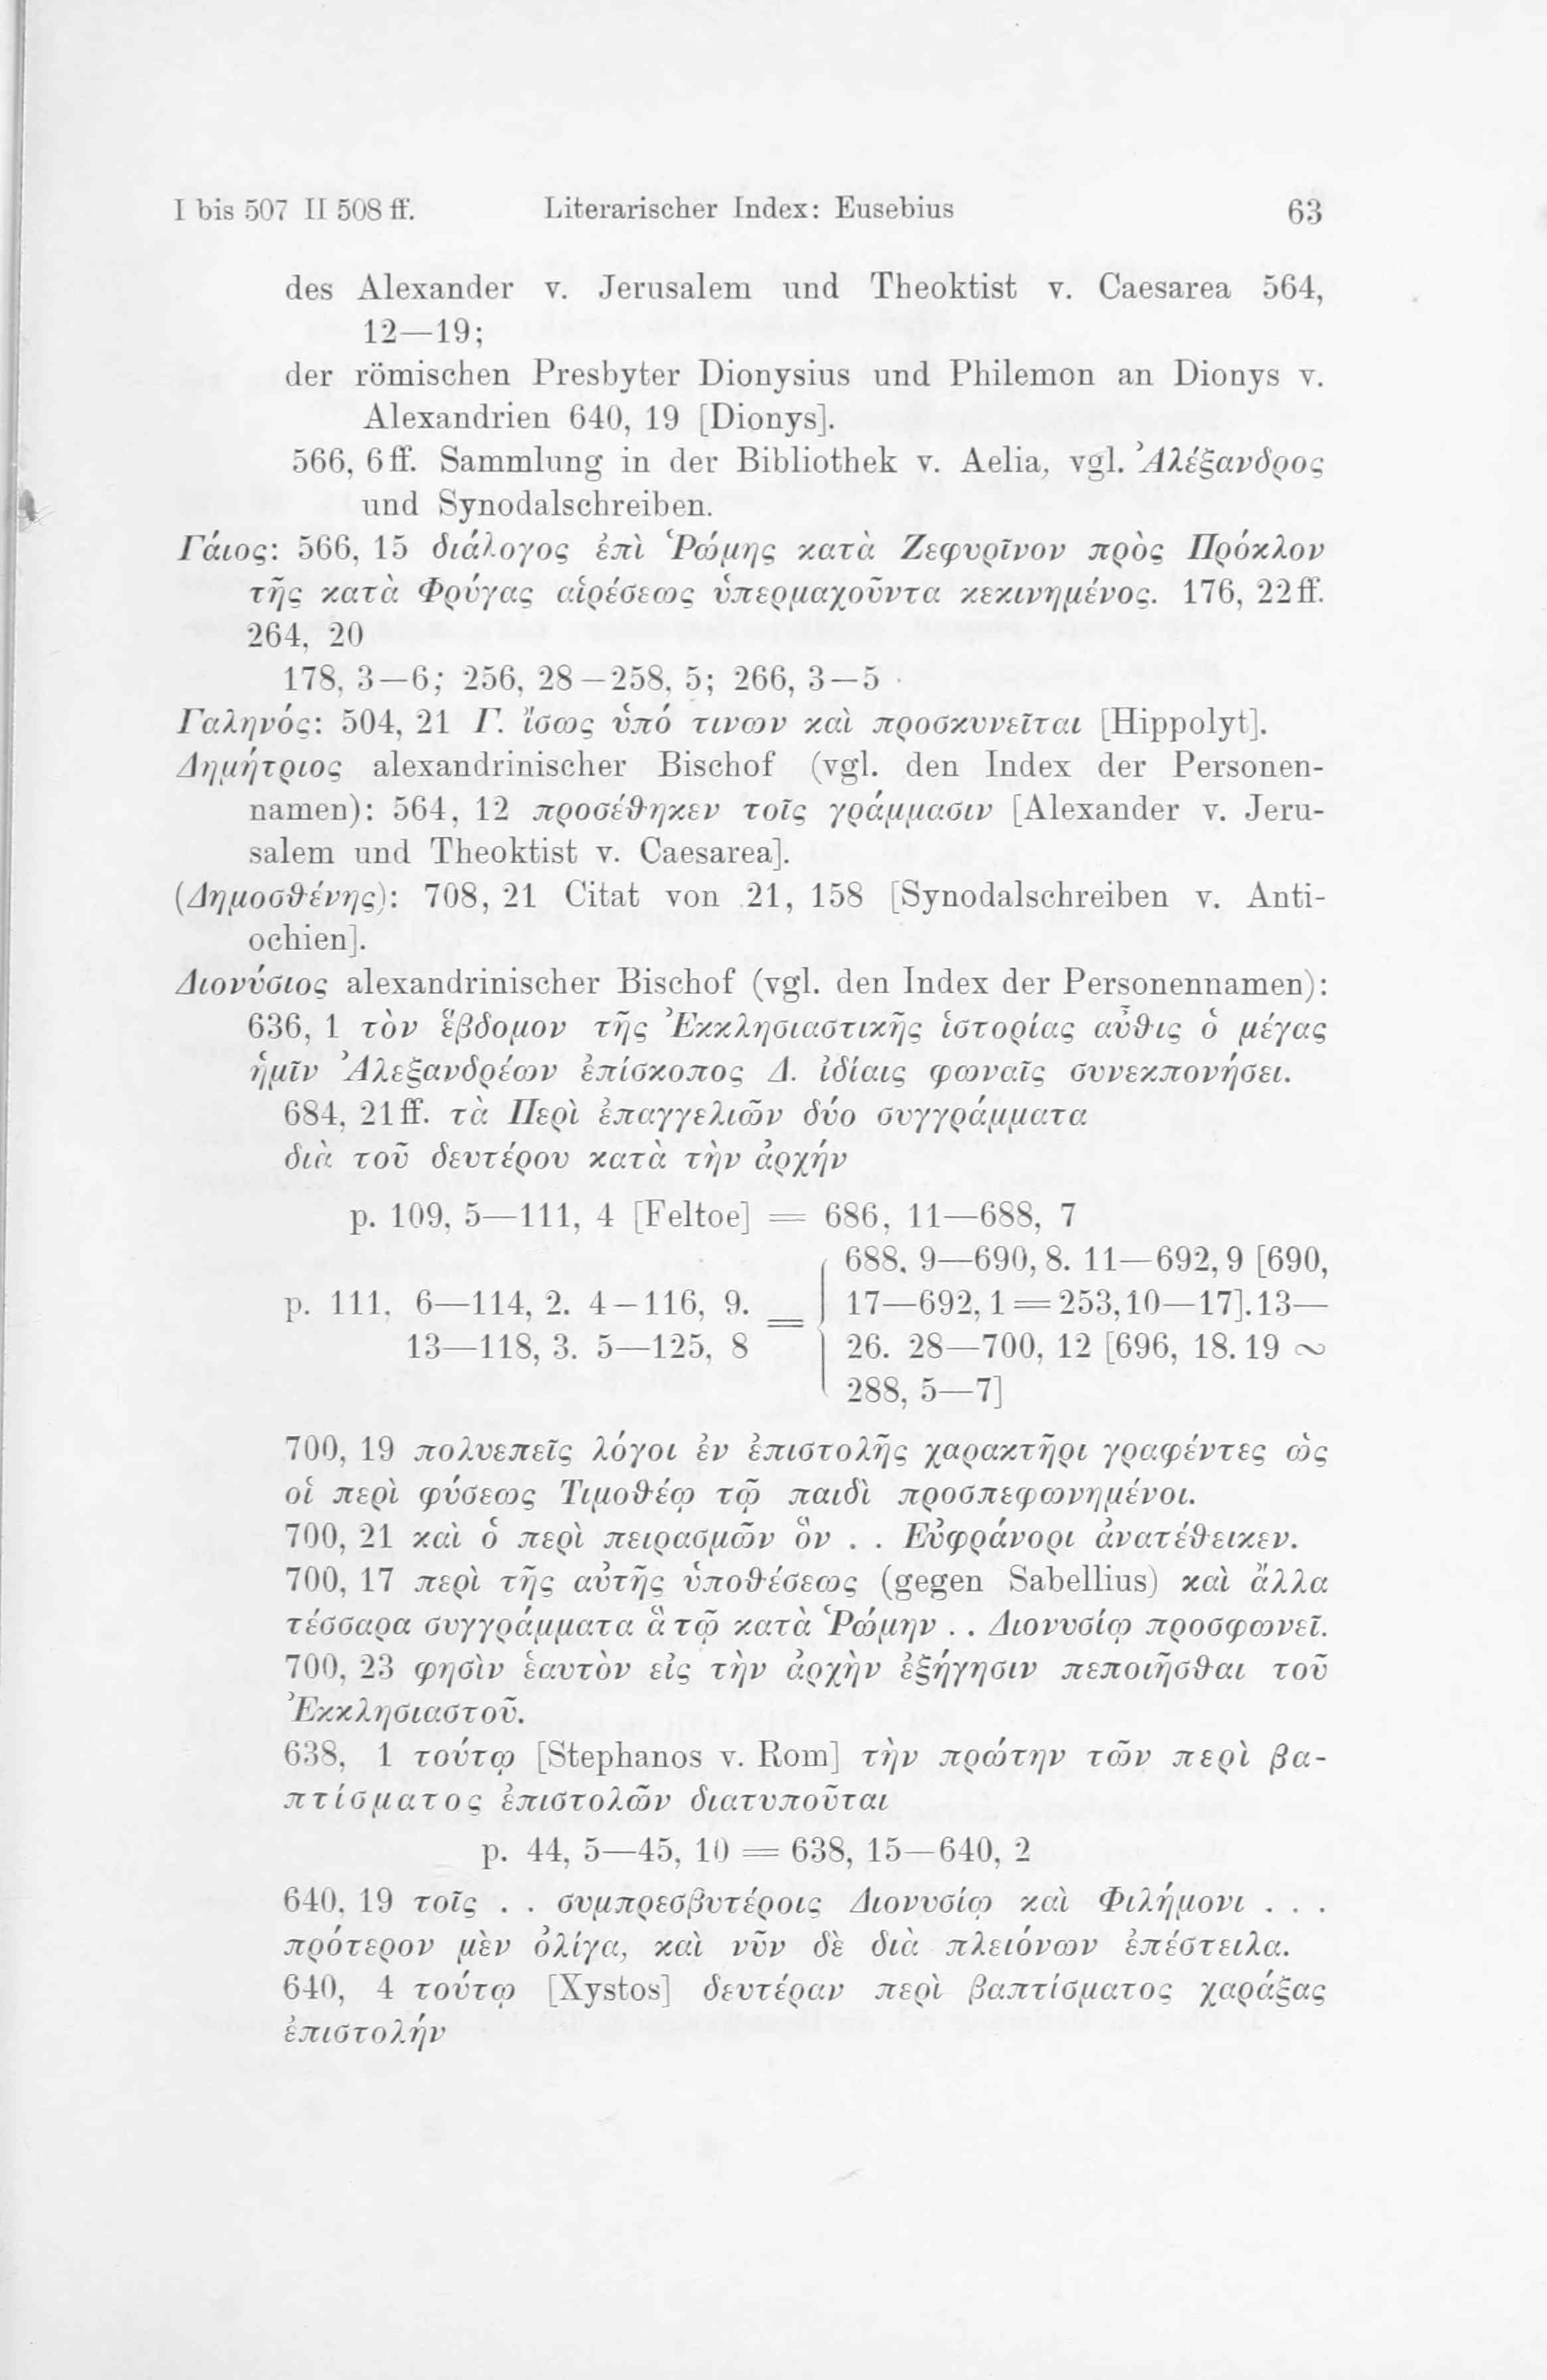 I bis 507 II 508 ff. Literarischer Index: Eusebius 63
des Alexander v. Jerusalem und Theoktist v. Caesarea 564,
12—19;
der römischen Presbyter Dionysius und Philemon an Dionys v.
Alexandrien 640, 19 [Dionys].
566, 6 ff. Sammlung in der Bibliothek v. Aelia, vgl. Ἀλέξανδρος
und Synodalschreiben.
Γάιος: 566, 15 διάλογος ἐπὶ Ῥώμης κατὰ Ζεφυρῖνον πρὸς Πρόκλον
τῆς κατὰ Φρύγας αἱρέσεως ὑπερμαχοῦντα κεκινημένος. 176, 22 ff.
264, 20
178, 3—6; 256, 28—258, 5; 266, 3—5
Γαληνός: 504, 21 Γ. ἴσως ὑπό τινων καὶ προσκυνεῖται [Hippolyt].
Δημήτριος alexandrinischer Bischof (vgl. den Index der Personen-
namen): 564, 12 προσέθηκεν τοῖς γράμμασιν [Alexander v. Jeru-
salem und Theoktist v. Caesarea].
(Δημοσθένης): 708, 21 Citat von 21, 158 [Synodalschreiben v. Anti-
ochien].
Διονύσιος alexandrinischer Bischof (vgl. den Index der Personennamen):
636, 1 τὸν ἕβδομον τῆς Ἐκκλησιαστικῆς ἱστορίας αὖθις ὁ μέγας
ἡμῖν Ἀλεξανδρέων ἐπίσκοπος Δ. ἰδίαις φωναῖς συνεκπονήσει.
684, 21 ff. τὰ Περὶ ἐπαγγελιῶν δύο συγγράμματα
διὰ τοῦ δευτέρου κατὰ τὴν ἀρχήν
p. 109, 5—111, 4 [Feltoe] = 686, 11—688, 7
688. 9—690, 8. 11—692, 9 [690,
p. 111, 6—114, 2. 4—116, 9. = 17—692, 1 = 253, 10—17]. 13—
13—118, 3. 5—125, 8 26. 28—700, 12 [696, 18. 19 ∾
288, 5—7]
700, 19 πολυεπεῖς λόγοι ἐν ἐπιστολῆς χαρακτῆρι γραφέντες ὡς
οἱ περὶ φύσεως Τιμοθέῳ τῷ παιδὶ προσπεφωνημένοι.
700, 21 καὶ ὁ περὶ πειρασμῶν ὃν . . Εὐφράνορι ἀνατέθεικεν.
700, 17 περὶ τῆς αὐτῆς ὑποθέσεως (gegen Sabellius) καὶ ἄλλα
τέσσαρα συγγράμματα ἃ τῷ κατὰ Ῥώμην . . Διονυσίῳ προσφωνεῖ.
700, 23 φησὶν ἑαυτὸν εἰς τὴν ἀρχὴν ἐξήγησιν πεποιῆσθαι τοῦ
Ἐκκλησιαστοῦ.
638, 1 τούτῳ [Stephanos v. Rom] τὴν πρώτην τῶν περὶ βα-
πτίσματος ἐπιστολῶν διατυποῦται
p. 44, 5—45, 10 = 638, 15—640, 2
640, 19 τοῖς . . συμπρεσβυτέροις Διονυσίῳ καὶ Φιλήμονι . . .
πρότερον μὲν ὀλίγα, καὶ νῦν δὲ διὰ πλειόνων ἐπέστειλα.
640, 4 τούτῳ [Xystos] δευτέραν περὶ βαπτίσματος χαράξας
ἐπιστολήν